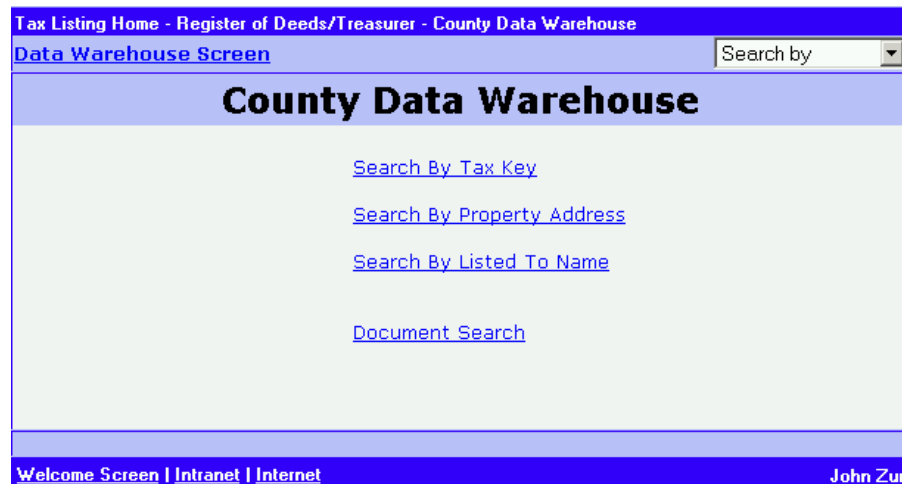 Tax Listing Home - Register of Deeds/Treasurer - County Data Warehouse
Data Warehouse Screen Search by
County Data Warehouse
Search By Tax Key
Search By Property Address
Search By Listed To Name
Document Search
Welcome Screen | Intranet | Internet John